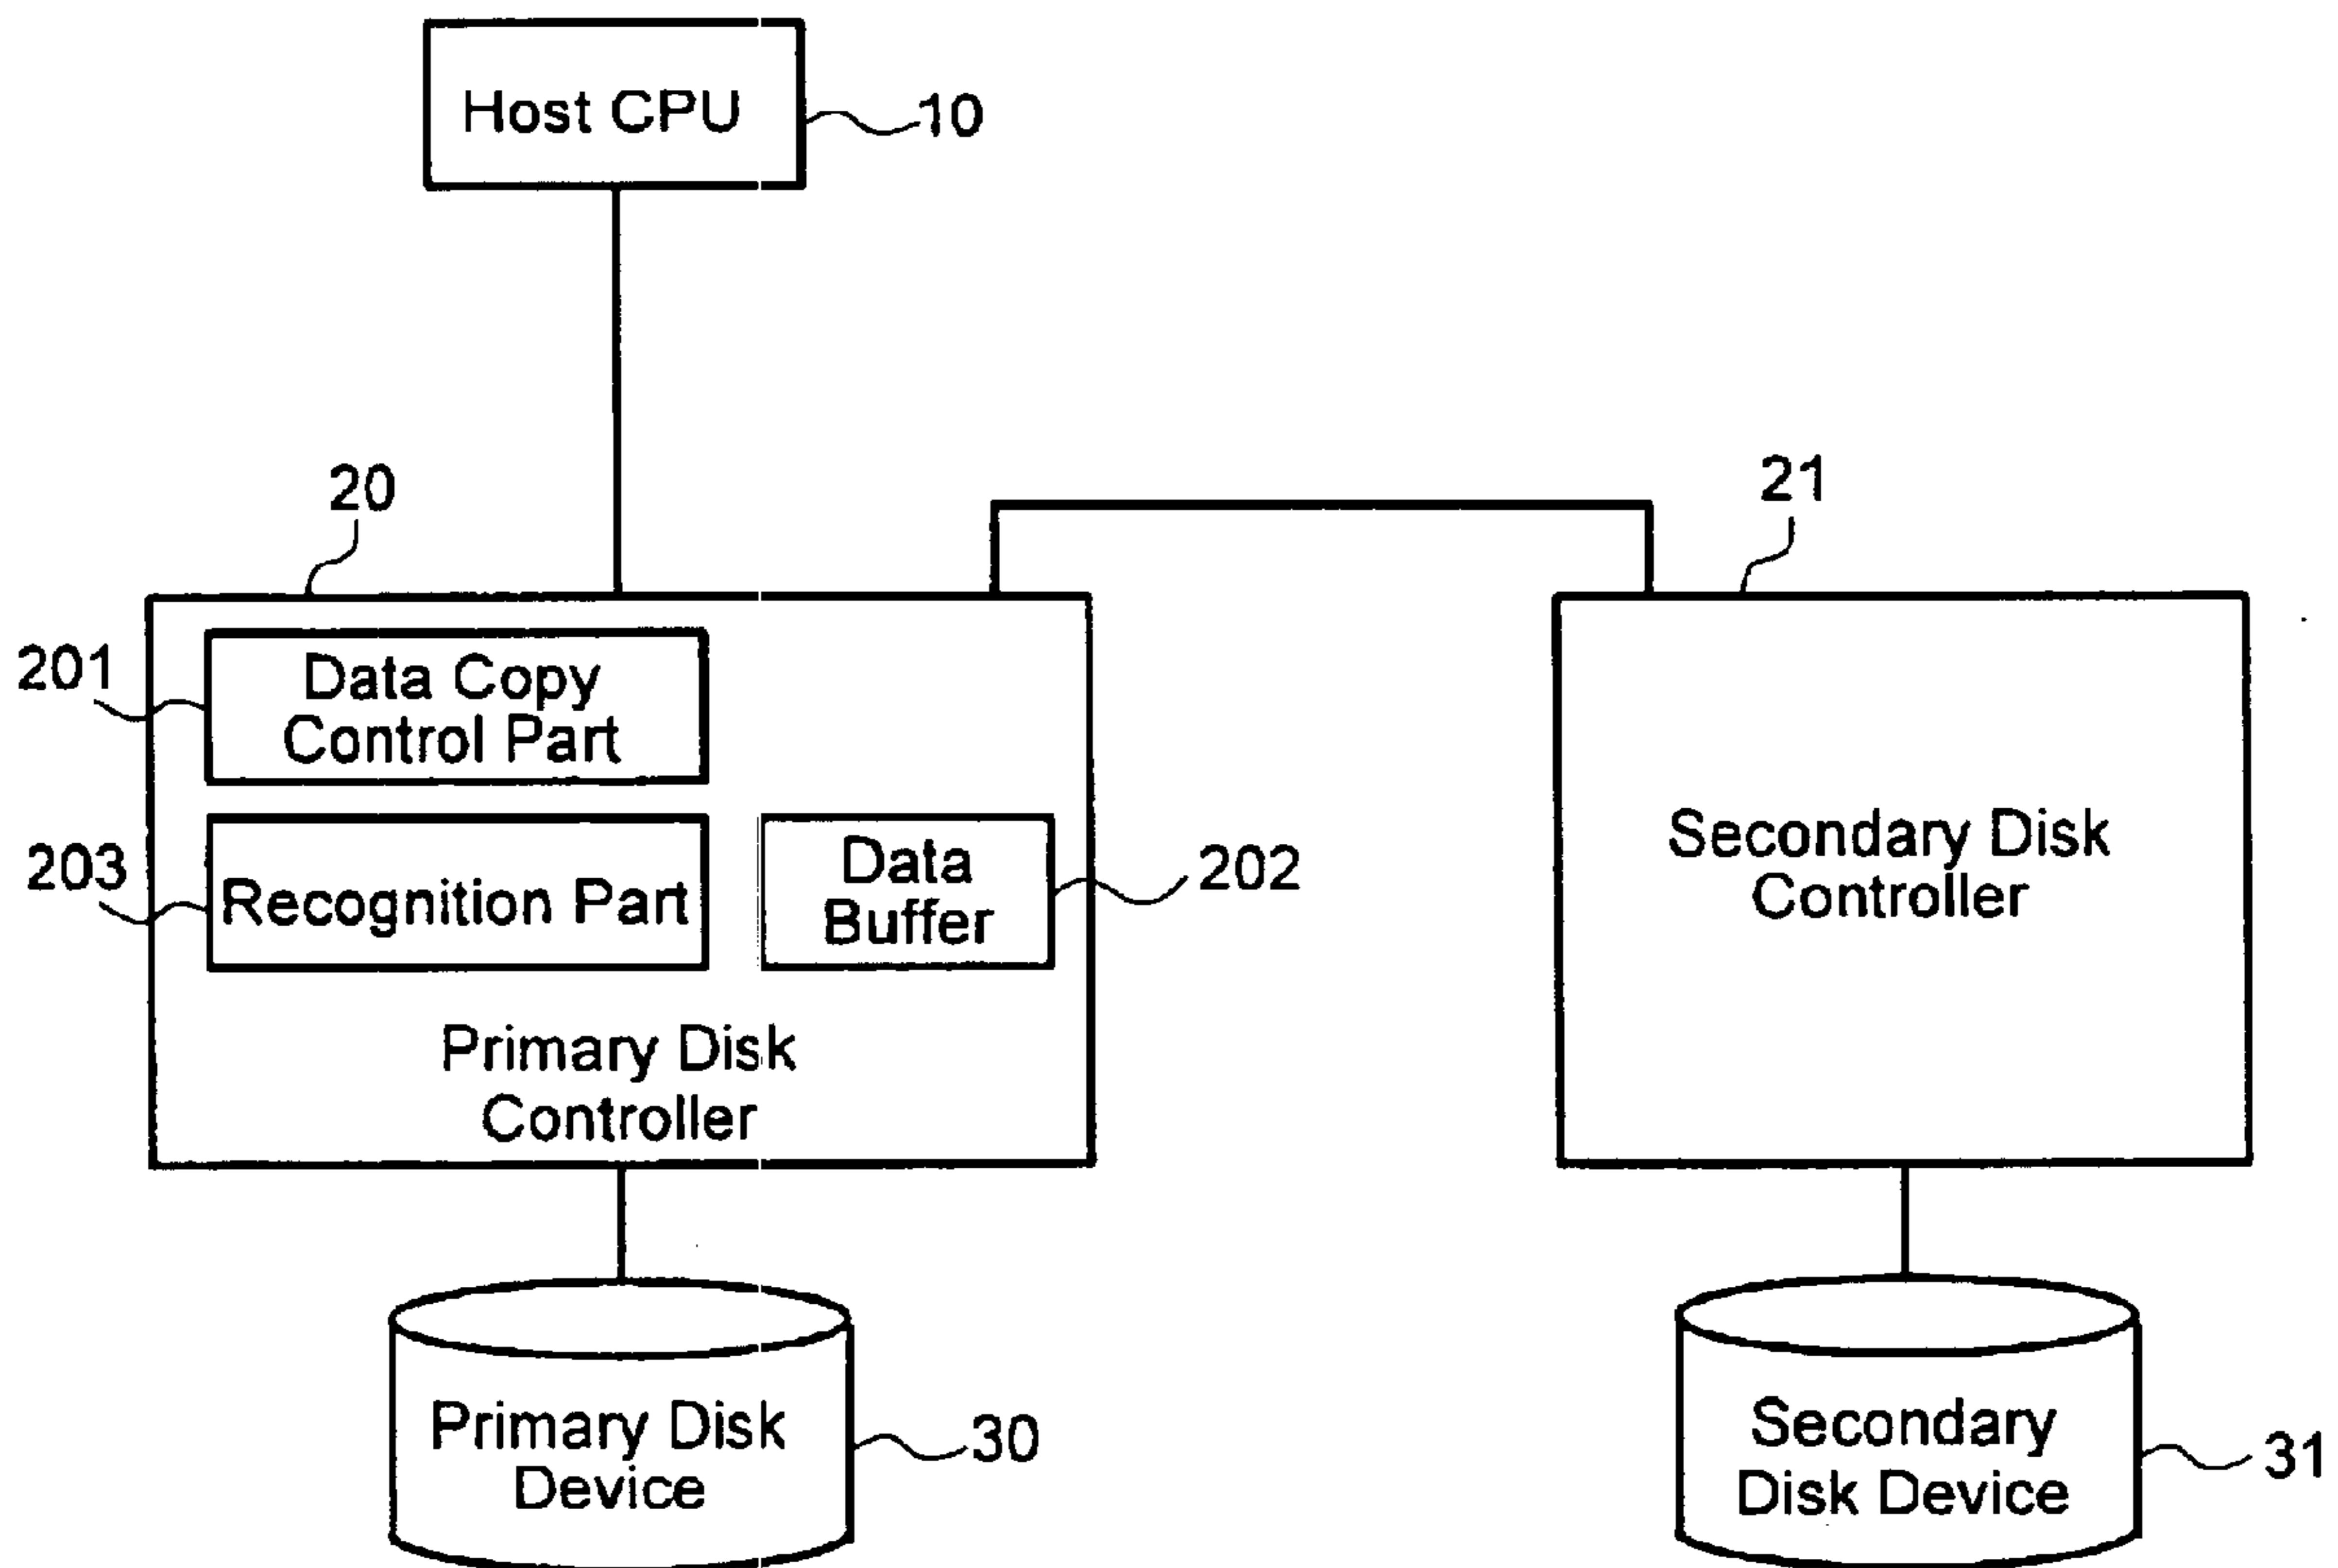 Host CPU
10
20
21
201
Data Copy
Control Part
203
Recognition Part
Data
Buffer
202
Primary Disk
Controller
Secondary Disk
Controller
Primary Disk
Device
30
Secondary
Disk Device
31